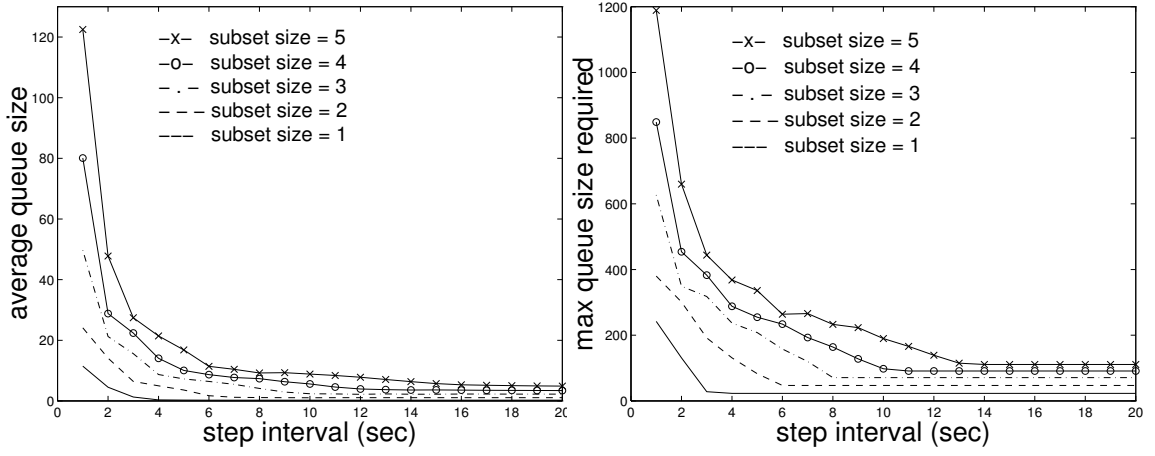 average queue size
120
100
80
60
40
20
0
–x– subset size = 5
–o– subset size = 4
– . – subset size = 3
– – – subset size = 2
––– subset size = 1
0 2 4 6 8 10 12 14 16 18 20
step interval (sec)
max queue size required
1200
1000
800
600
400
200
0
–x– subset size = 5
–o– subset size = 4
– . – subset size = 3
– – – subset size = 2
––– subset size = 1
0 2 4 6 8 10 12 14 16 18 20
step interval (sec)